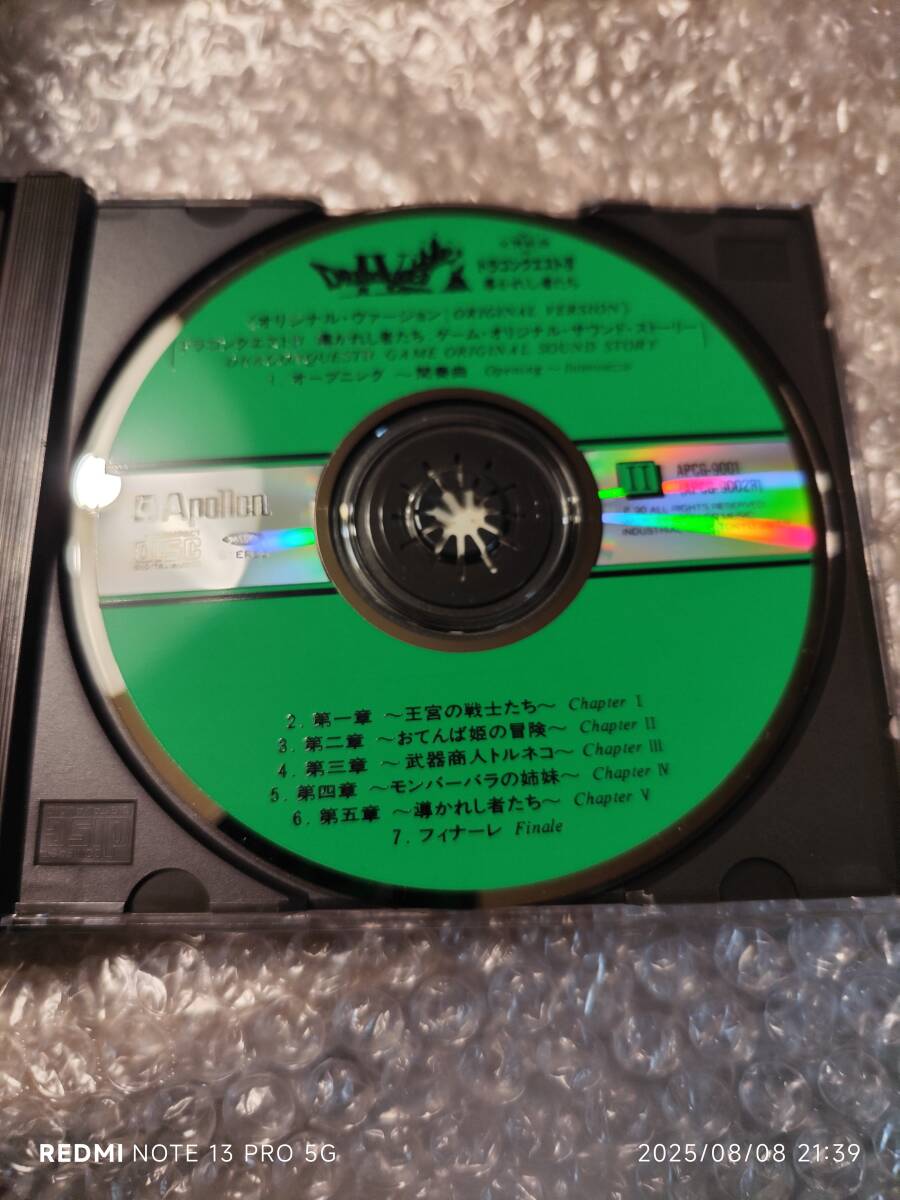 ドラゴンクエストIV
導かれし者たち
〈オリジナル・ヴァージョン | ORIGINAL VERSION〉
ドラゴンクエストIV 導かれし者たち ゲーム・オリジナル・サウンド・ストーリー
DRAGONQUEST IV GAME ORIGINAL SOUND STORY
1. オープニング 〜間奏曲 Opening 〜
Apollon
II
APCG-9001
ALL RIGHTS RESERVED
2. 第一章 〜王宮の戦士たち〜 Chapter I
3. 第二章 〜おてんば姫の冒険〜 Chapter II
4. 第三章 〜武器商人トルネコ〜 Chapter III
5. 第四章 〜モンバーバラの姉妹〜 Chapter IV
6. 第五章 〜導かれし者たち〜 Chapter V
7. フィナーレ Finale
REDMI NOTE 13 PRO 5G
2025/08/08 21:39